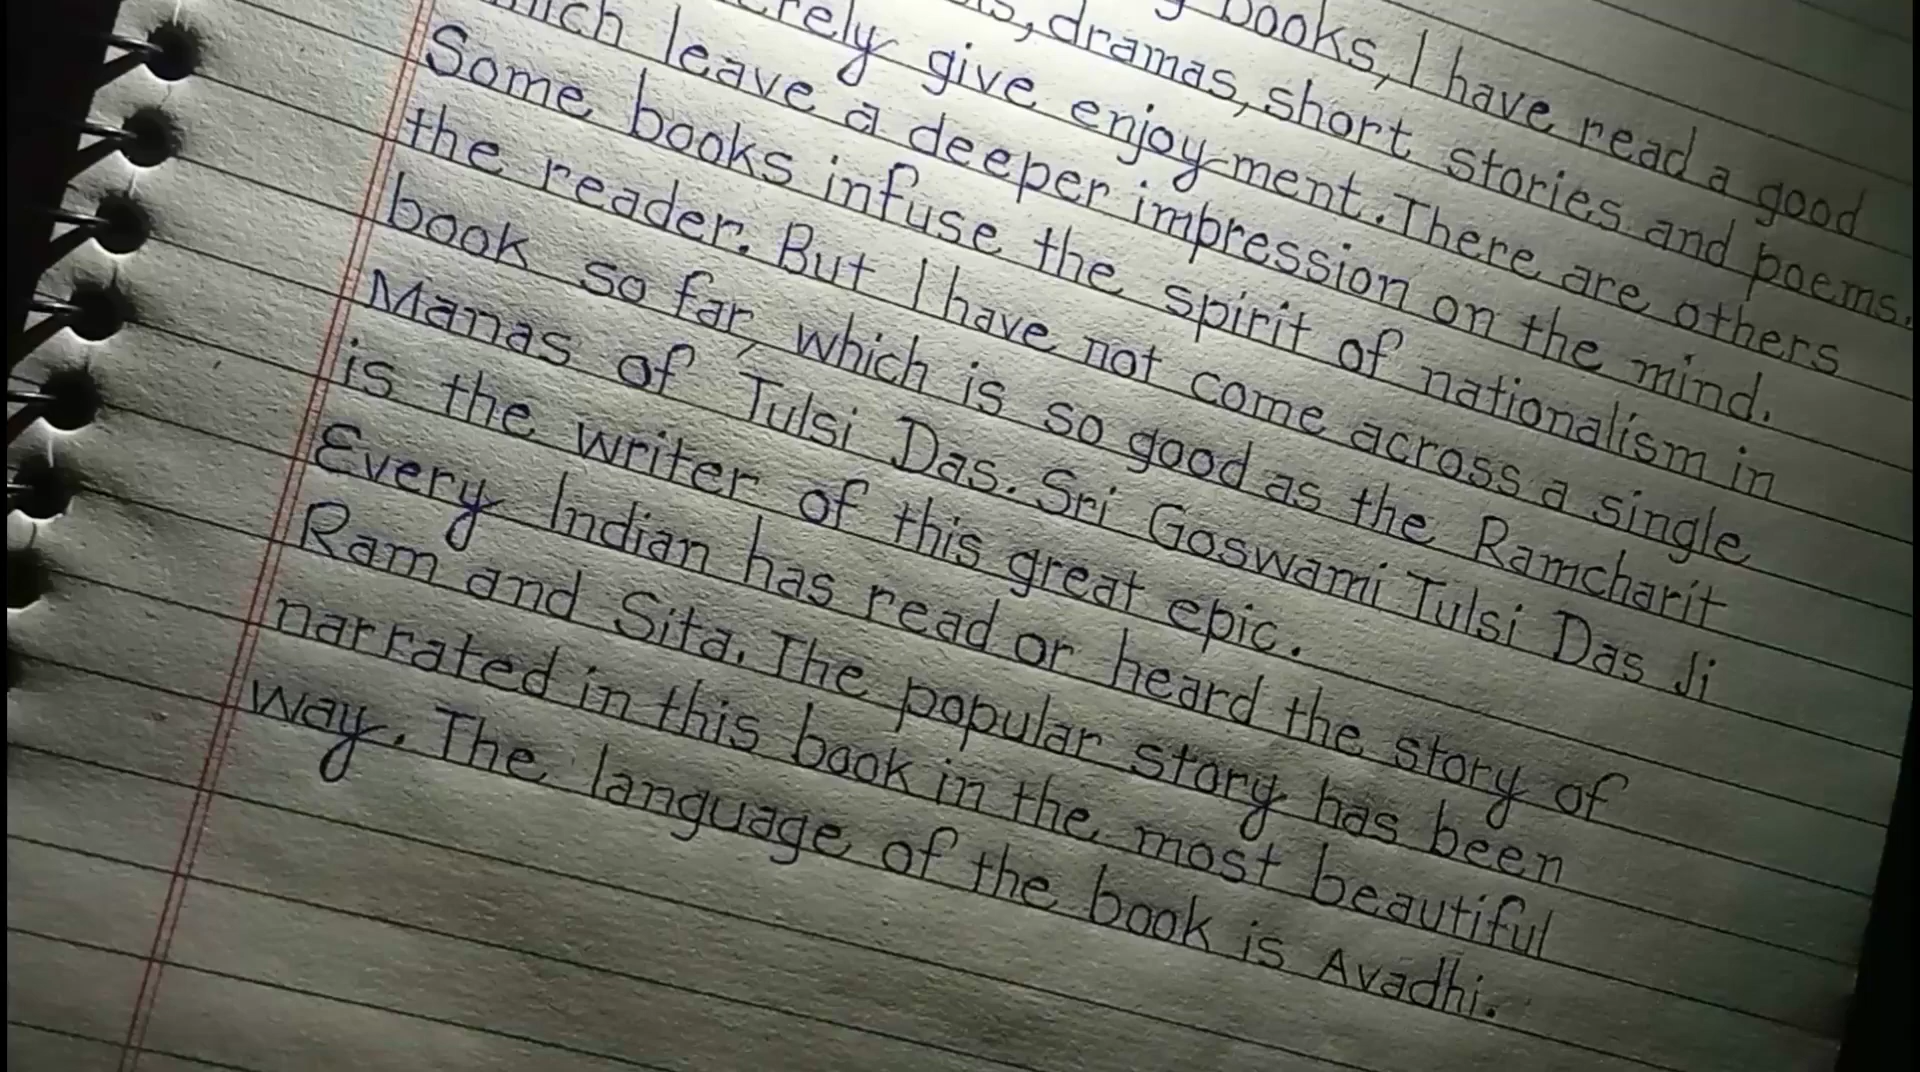 books, I have read a good
dramas, short stories and poems.
give enjoyment. There are others
leave a deeper impression on the mind.
Some books infuse the spirit of nationalism in
the reader. But I have not come across a single
book so far, which is so good as the Ramcharit
Manas of Tulsi Das. Sri Goswami Tulsi Das Ji
is the writer of this great epic.
Every Indian has read or heard the story of
Ram and Sita. The popular story has been
narrated in this book in the most beautiful
way. The language of the book is Avadhi.